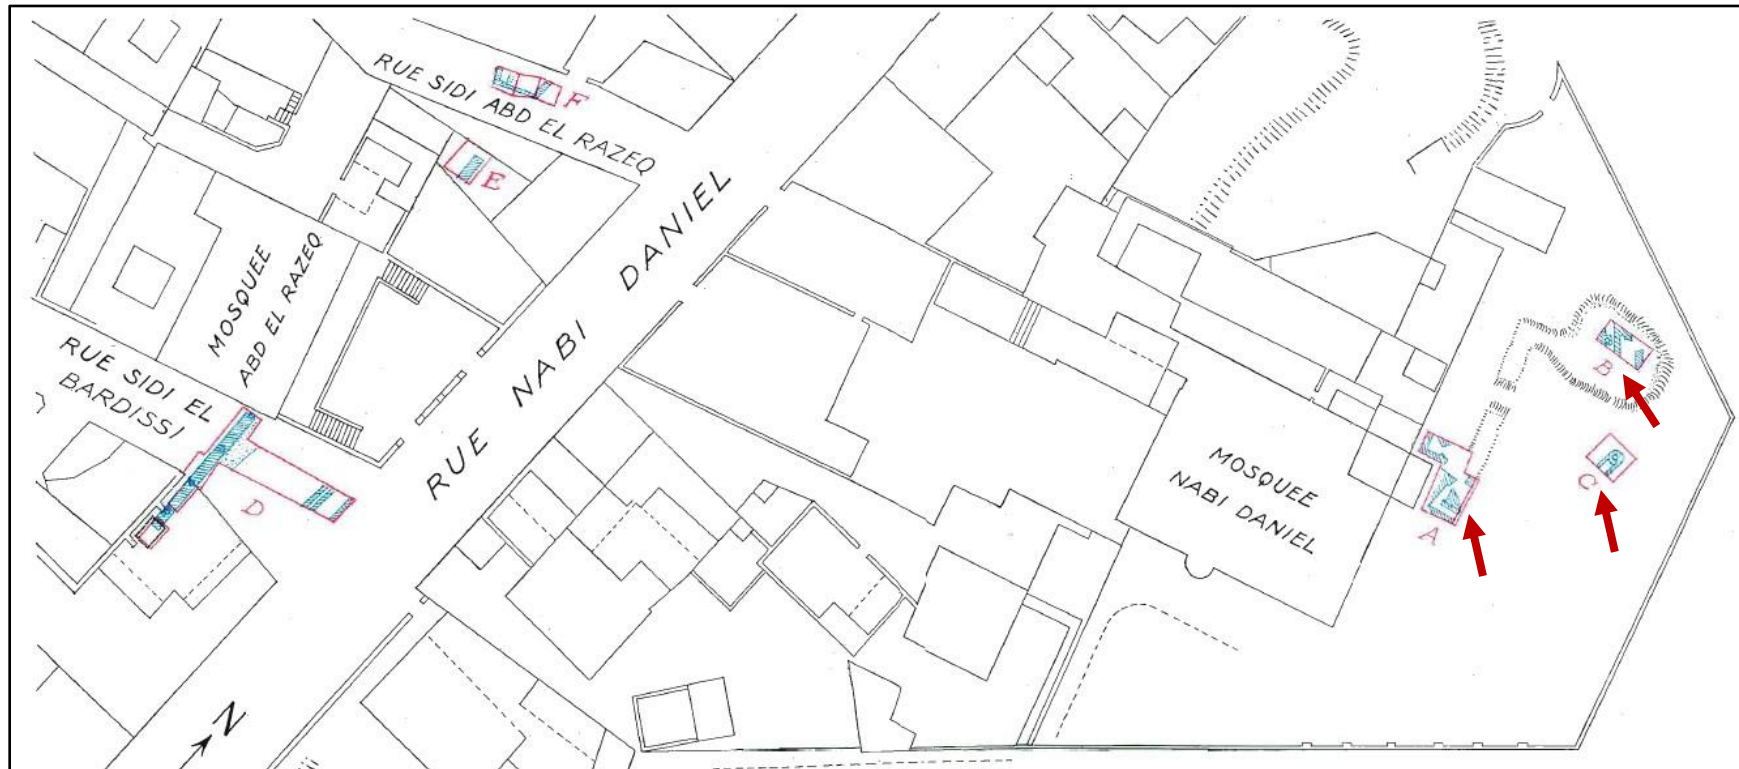 RUE SIDI ABD EL RAZEQ
F
E
MOSQUEE
ABD EL RAZEQ
RUE NABI DANIEL
RUE SIDI EL
BARDISSI
D
MOSQUEE
NABI DANIEL
A
B
C
N